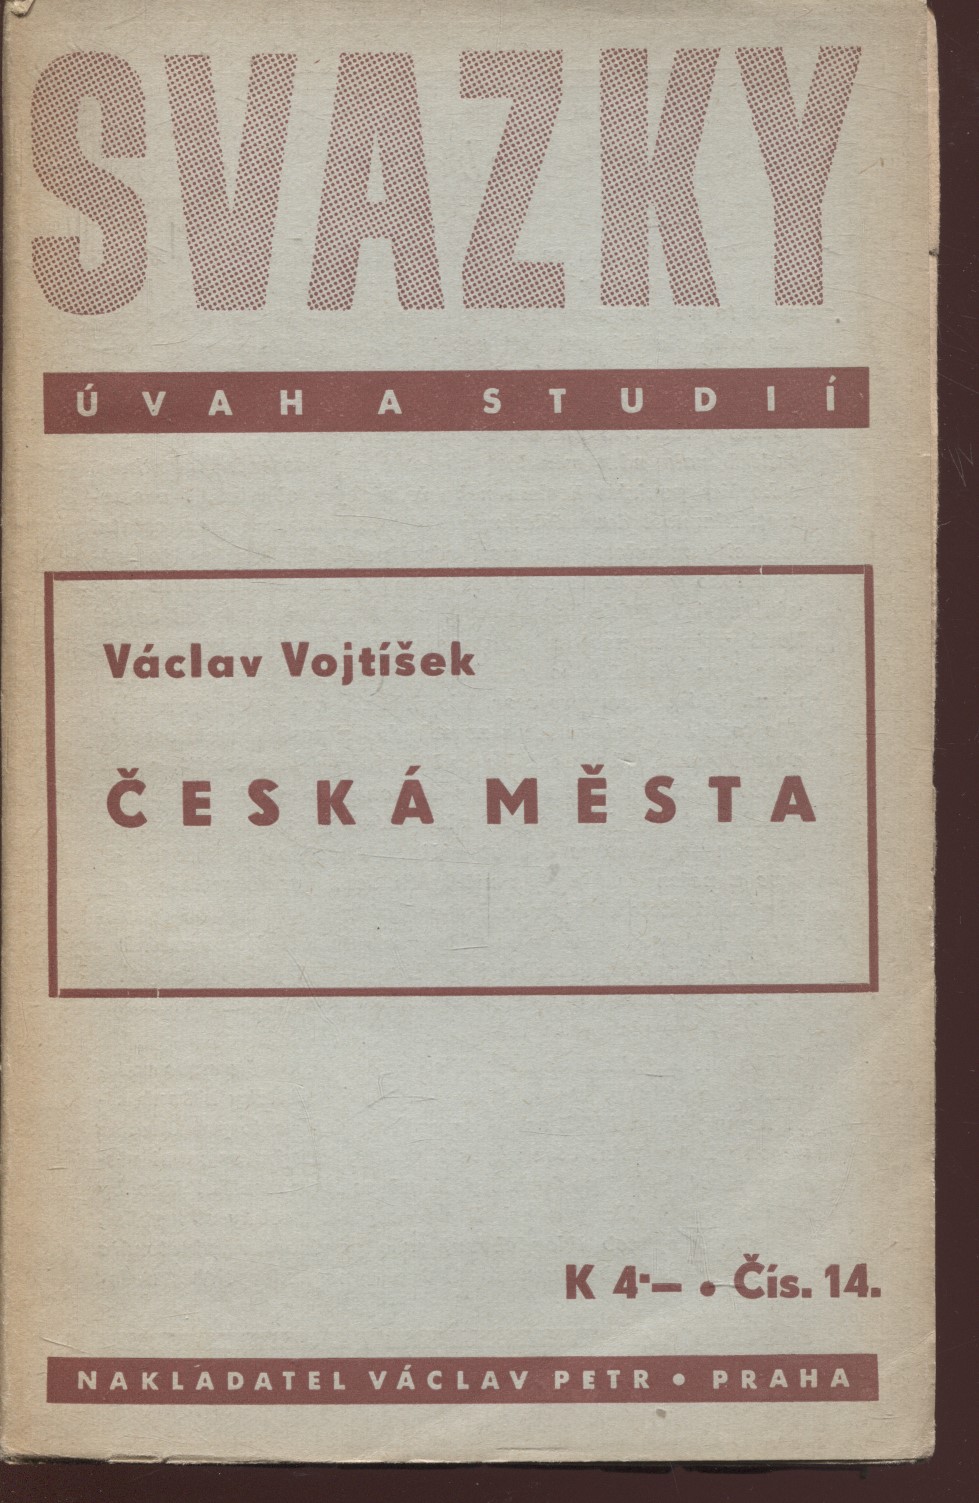 SVAZKY
ÚVAH A STUDIÍ
Václav Vojtíšek
ČESKÁ MĚSTA
K 4·— • Čís. 14.
NAKLADATEL VÁCLAV PETR • PRAHA